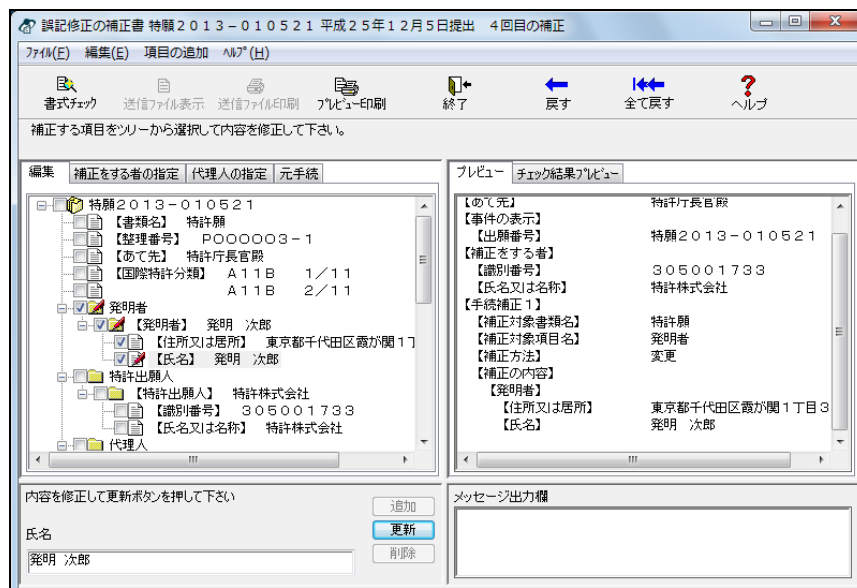 誤記修正の補正書 特願２０１３－０１０５２１ 平成２５年１２月５日提出　４回目の補正
ﾌｧｲﾙ(F)　編集(E)　項目の追加　ﾍﾙﾌﾟ(H)
書式ﾁｪｯｸ　送信ﾌｧｲﾙ表示　送信ﾌｧｲﾙ印刷　ﾌﾟﾚﾋﾞｭｰ印刷　終了　戻す　全て戻す　ヘルプ
補正する項目をツリーから選択して内容を修正して下さい。
編集　補正をする者の指定　代理人の指定　元手続
特願２０１３－０１０５２１
【書類名】　特許願
【整理番号】　Ｐ０００００３－１
【あて先】　特許庁長官殿
【国際特許分類】　Ａ１１Ｂ　１／１１
Ａ１１Ｂ　２／１１
発明者
【発明者】　発明　次郎
【住所又は居所】　東京都千代田区霞が関１丁
【氏名】　発明　次郎
特許出願人
【特許出願人】　特許株式会社
【識別番号】　３０５００１７３３
【氏名又は名称】　特許株式会社
代理人
プレビュー　チェック結果プレビュー
【あて先】　特許庁長官殿
【事件の表示】
【出願番号】　特願２０１３－０１０５２１
【補正をする者】
【識別番号】　３０５００１７３３
【氏名又は名称】　特許株式会社
【手続補正１】
【補正対象書類名】　特許願
【補正対象項目名】　発明者
【補正方法】　変更
【補正の内容】
【発明者】
【住所又は居所】　東京都千代田区霞が関１丁目３
【氏名】　発明　次郎
内容を修正して更新ボタンを押して下さい
追加
氏名
更新
発明　次郎
削除
メッセージ出力欄